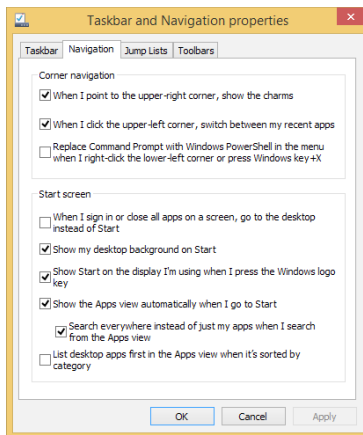 Taskbar and Navigation properties
Taskbar Navigation Jump Lists Toolbars
Corner navigation
When I point to the upper-right corner, show the charms
When I click the upper-left corner, switch between my recent apps
Replace Command Prompt with Windows PowerShell in the menu
when I right-click the lower-left corner or press Windows key+X
Start screen
When I sign in or close all apps on a screen, go to the desktop
instead of Start
Show my desktop background on Start
Show Start on the display I'm using when I press the Windows logo
key
Show the Apps view automatically when I go to Start
Search everywhere instead of just my apps when I search
from the Apps view
List desktop apps first in the Apps view when it's sorted by
category
OK Cancel Apply